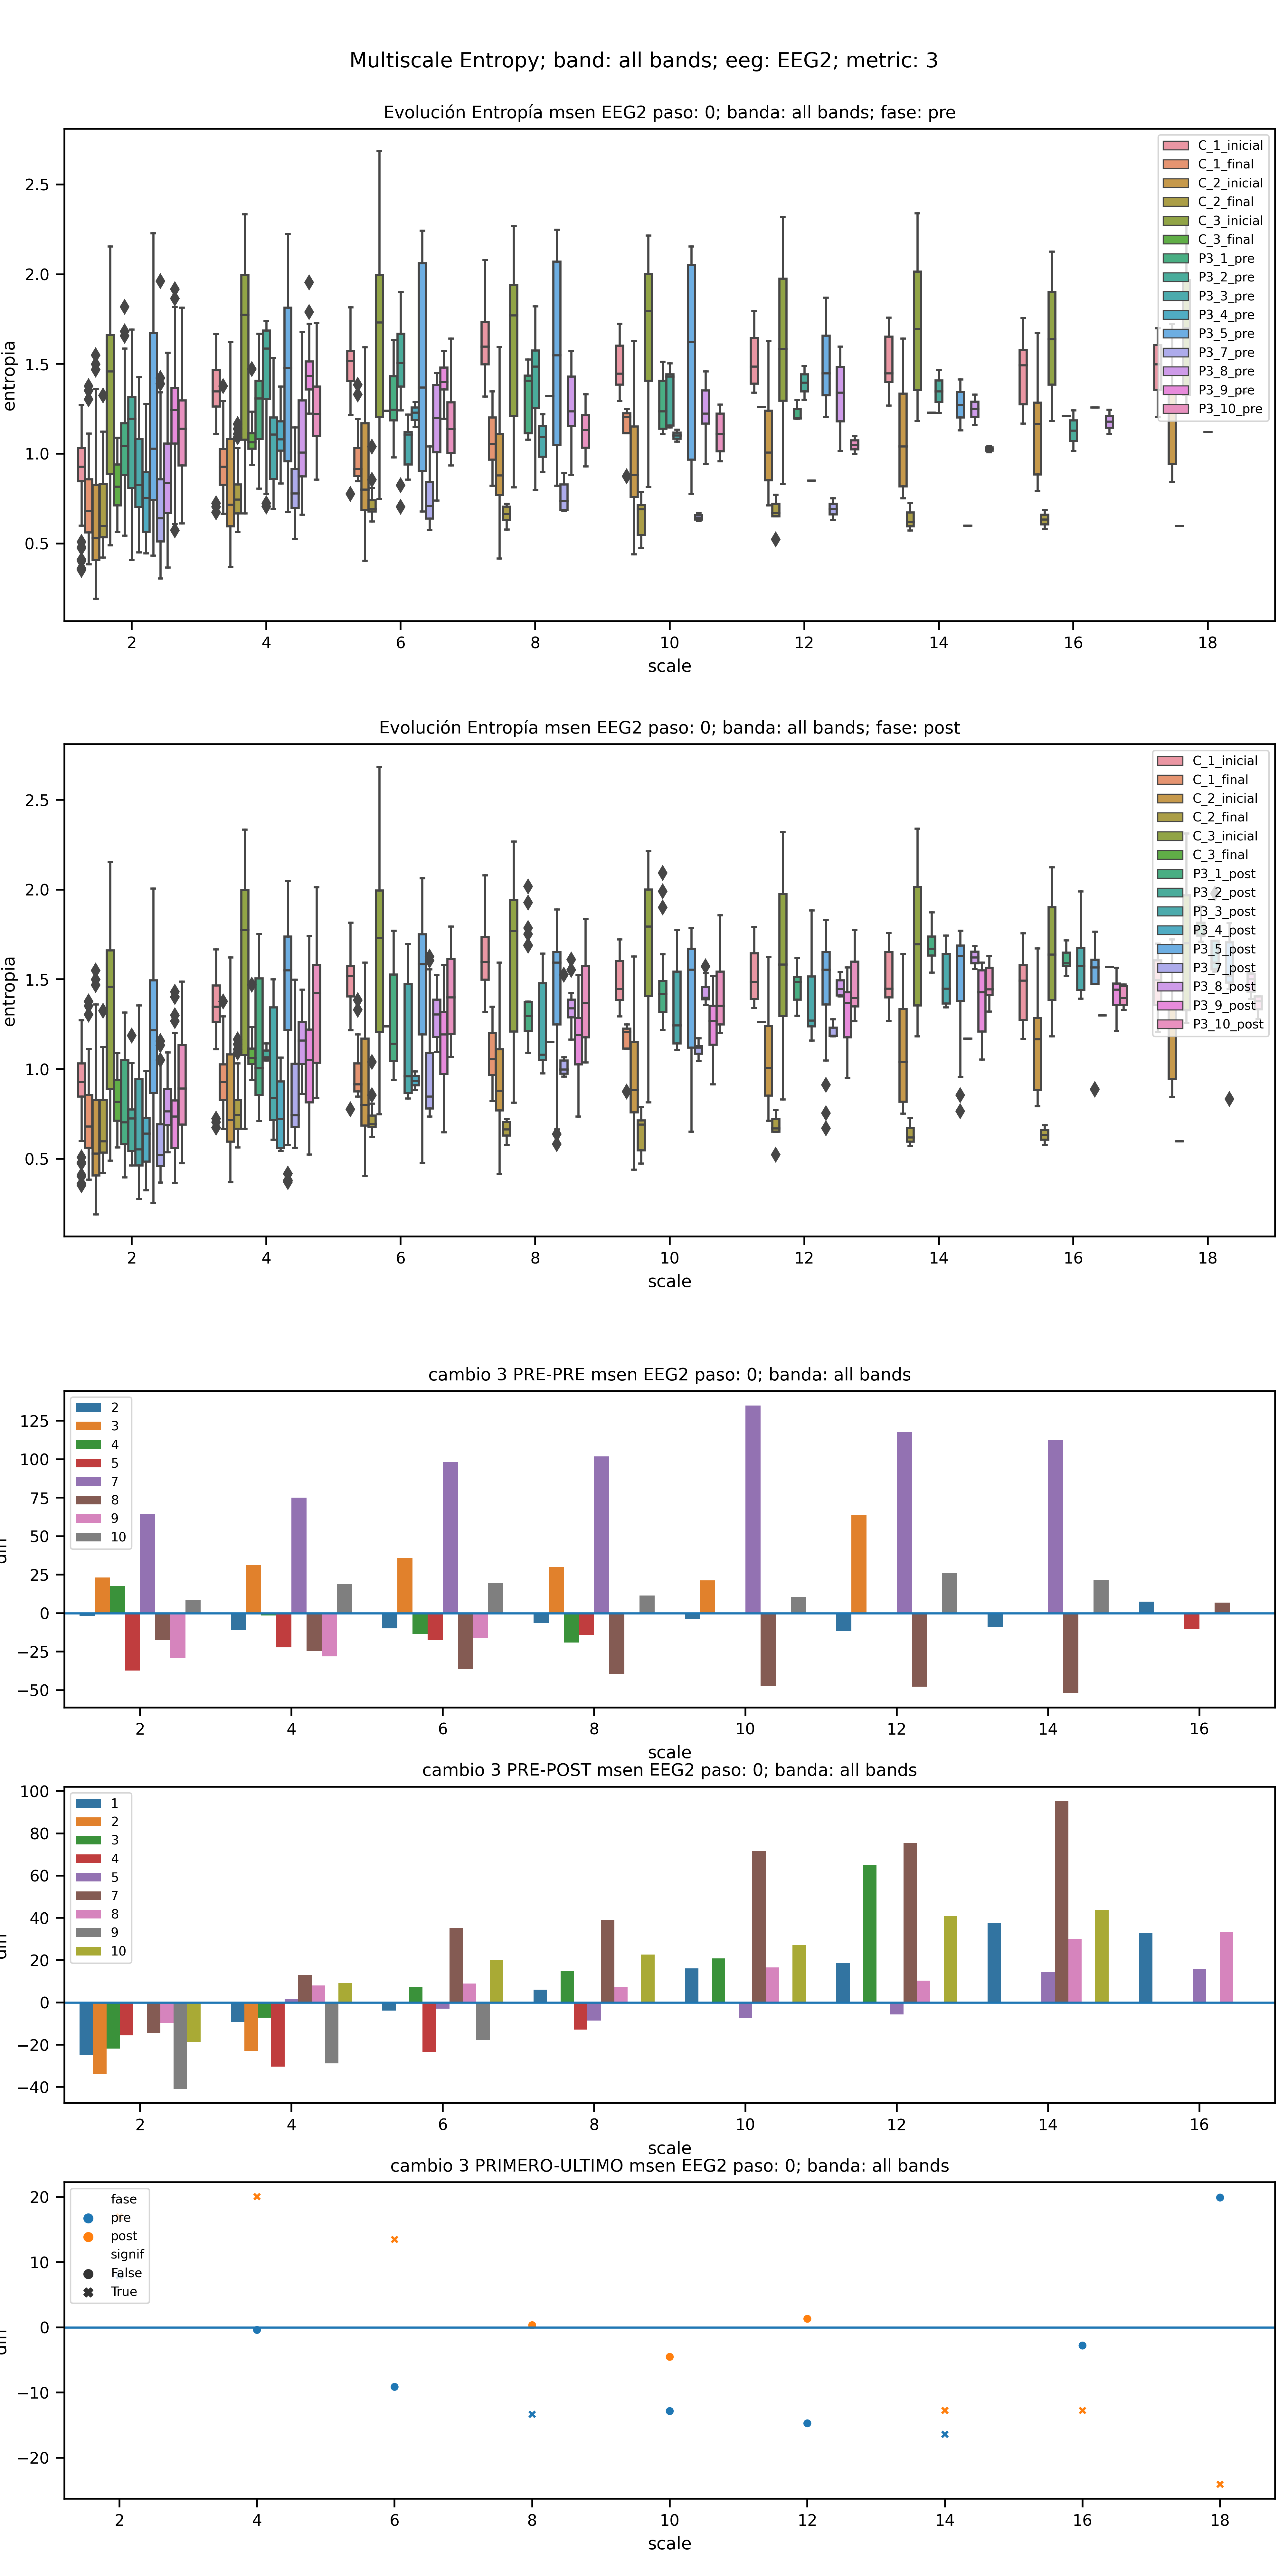 Multiscale Entropy; band: all bands; eeg: EEG2; metric: 3
Evolución Entropía msen EEG2 paso: 0; banda: all bands; fase: pre
entropia
2.5
2.0
1.5
1.0
0.5
C_1_inicial
C_1_final
C_2_inicial
C_2_final
C_3_inicial
C_3_final
P3_1_pre
P3_2_pre
P3_3_pre
P3_4_pre
P3_5_pre
P3_7_pre
P3_8_pre
P3_9_pre
P3_10_pre
2 4 6 8 10 12 14 16 18
scale
Evolución Entropía msen EEG2 paso: 0; banda: all bands; fase: post
entropia
2.5
2.0
1.5
1.0
0.5
C_1_inicial
C_1_final
C_2_inicial
C_2_final
C_3_inicial
C_3_final
P3_1_post
P3_2_post
P3_3_post
P3_4_post
P3_5_post
P3_7_post
P3_8_post
P3_9_post
P3_10_post
2 4 6 8 10 12 14 16 18
scale
cambio 3 PRE-PRE msen EEG2 paso: 0; banda: all bands
125
100
75
50
25
0
−25
−50
2
3
4
5
7
8
9
10
2 4 6 8 10 12 14 16
scale
cambio 3 PRE-POST msen EEG2 paso: 0; banda: all bands
100
80
60
40
20
0
−20
−40
1
2
3
4
5
7
8
9
10
2 4 6 8 10 12 14 16
scale
cambio 3 PRIMERO-ULTIMO msen EEG2 paso: 0; banda: all bands
20
10
0
−10
−20
fase
pre
post
signif
False
True
2 4 6 8 10 12 14 16 18
scale